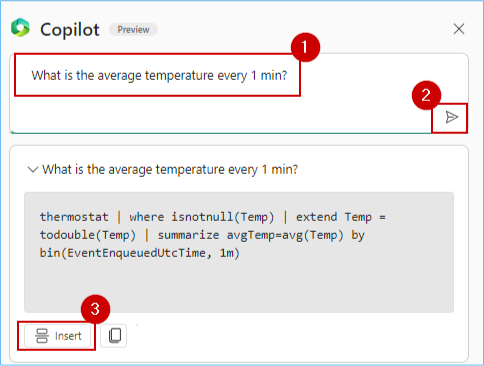 Copilot Preview
1
What is the average temperature every 1 min?
2
What is the average temperature every 1 min?
thermostat | where isnotnull(Temp) | extend Temp =
todouble(Temp) | summarize avgTemp=avg(Temp) by
bin(EventEnqueuedUtcTime, 1m)
3
Insert